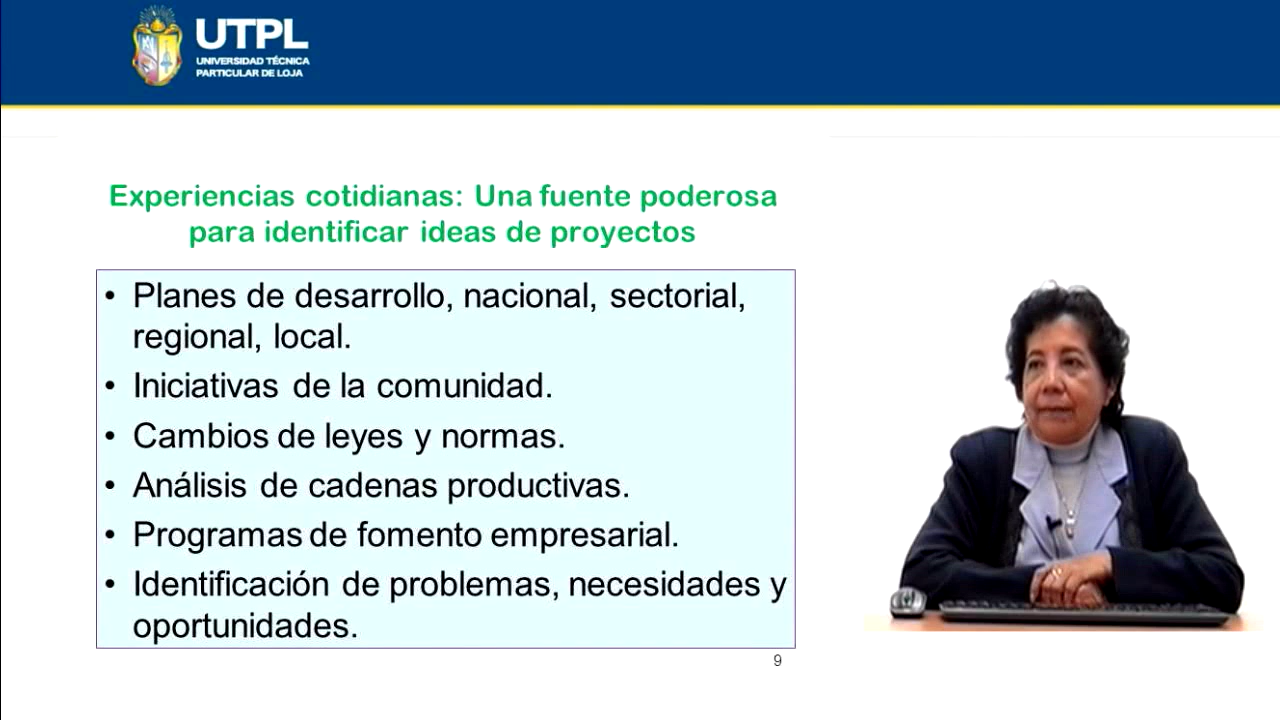 UTPL
UNIVERSIDAD TÉCNICA
PARTICULAR DE LOJA
Experiencias cotidianas: Una fuente poderosa
para identificar ideas de proyectos
• Planes de desarrollo, nacional, sectorial,
regional, local.
• Iniciativas de la comunidad.
• Cambios de leyes y normas.
• Análisis de cadenas productivas.
• Programas de fomento empresarial.
• Identificación de problemas, necesidades y
oportunidades.
9